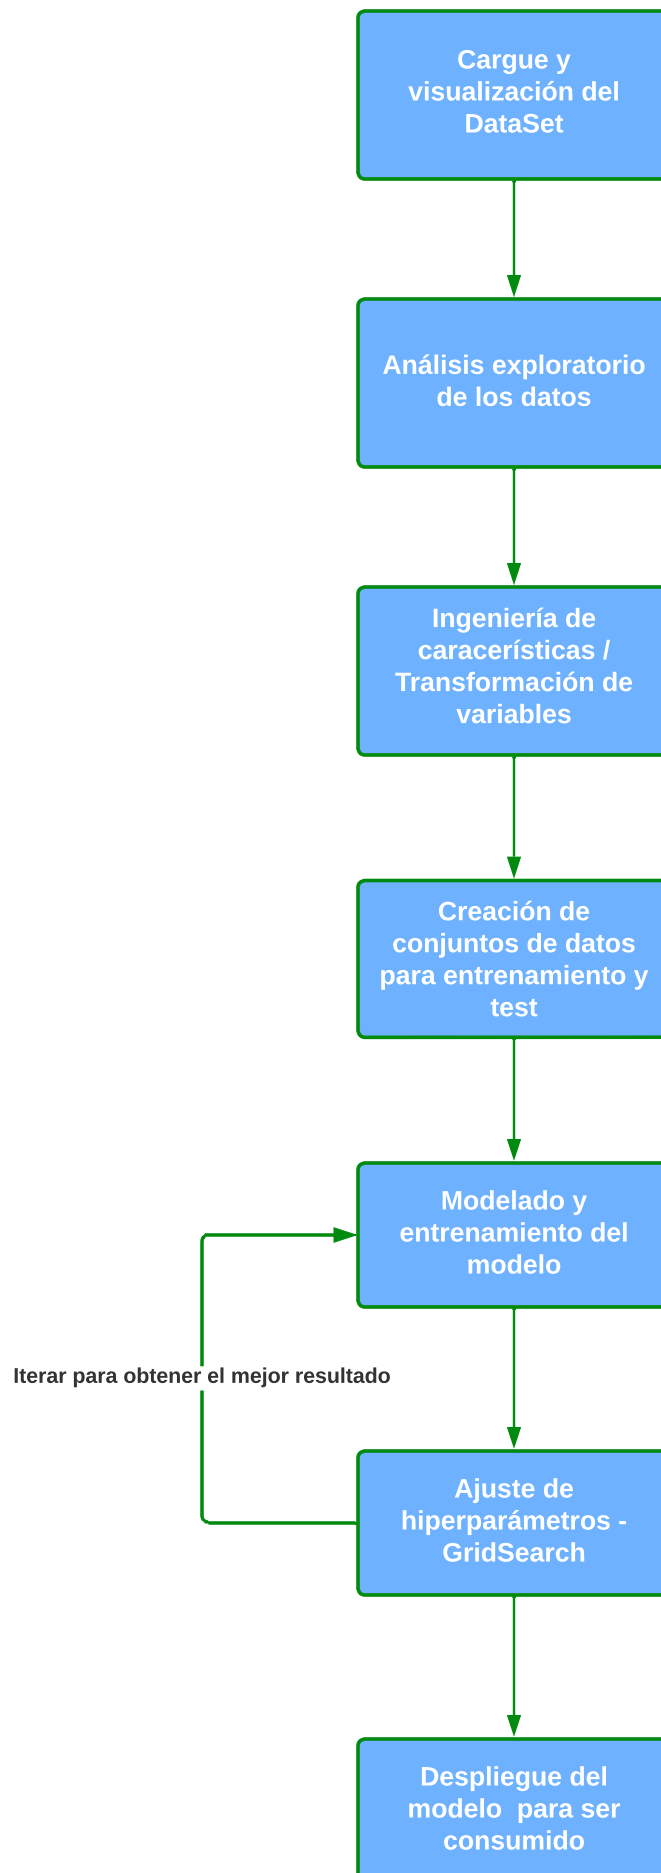 Cargue y
visualización del
DataSet
Análisis exploratorio
de los datos
Ingeniería de
caracerísticas /
Transformación de
variables
Creación de
conjuntos de datos
para entrenamiento y
test
Modelado y
entrenamiento del
modelo
Iterar para obtener el mejor resultado
Ajuste de
hiperparámetros -
GridSearch
Despliegue del
modelo  para ser
consumido